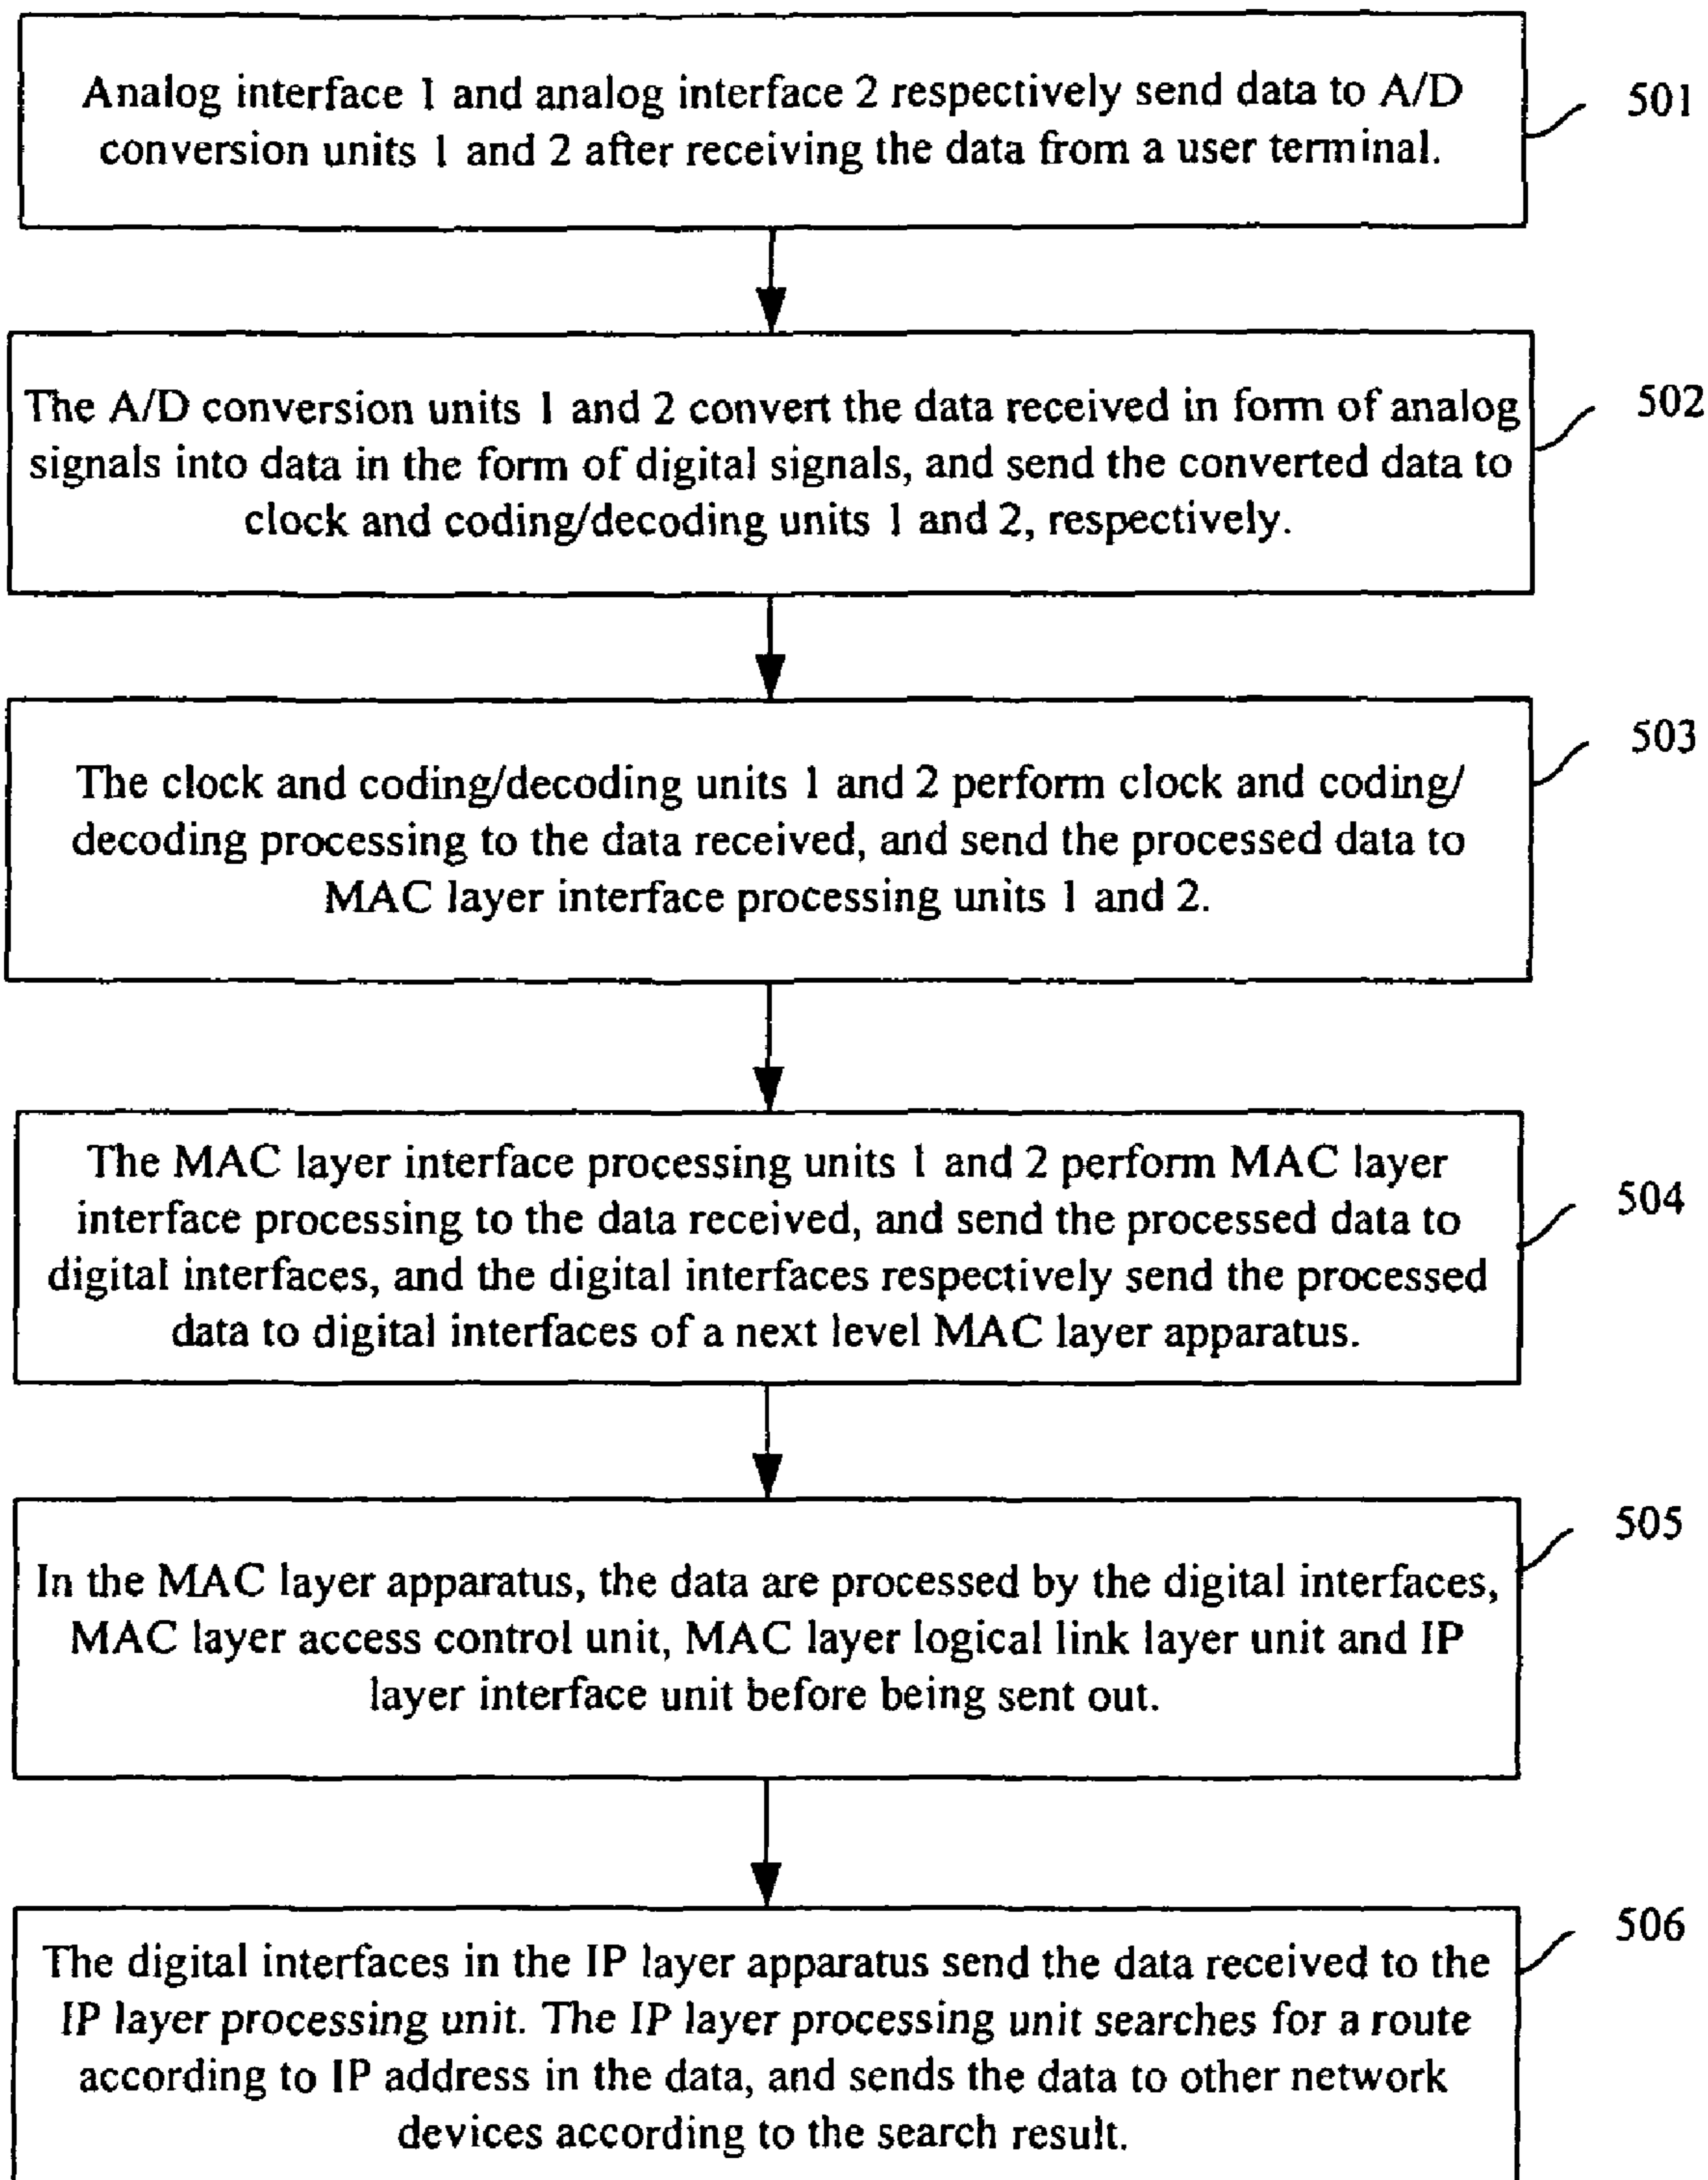 Analog interface 1 and analog interface 2 respectively send data to A/D
conversion units 1 and 2 after receiving the data from a user terminal.
501
The A/D conversion units 1 and 2 convert the data received in form of analog
signals into data in the form of digital signals, and send the converted data to
clock and coding/decoding units 1 and 2, respectively.
502
The clock and coding/decoding units 1 and 2 perform clock and coding/
decoding processing to the data received, and send the processed data to
MAC layer interface processing units 1 and 2.
503
The MAC layer interface processing units 1 and 2 perform MAC layer
interface processing to the data received, and send the processed data to
digital interfaces, and the digital interfaces respectively send the processed
data to digital interfaces of a next level MAC layer apparatus.
504
In the MAC layer apparatus, the data are processed by the digital interfaces,
MAC layer access control unit, MAC layer logical link layer unit and IP
layer interface unit before being sent out.
505
The digital interfaces in the IP layer apparatus send the data received to the
IP layer processing unit. The IP layer processing unit searches for a route
according to IP address in the data, and sends the data to other network
devices according to the search result.
506